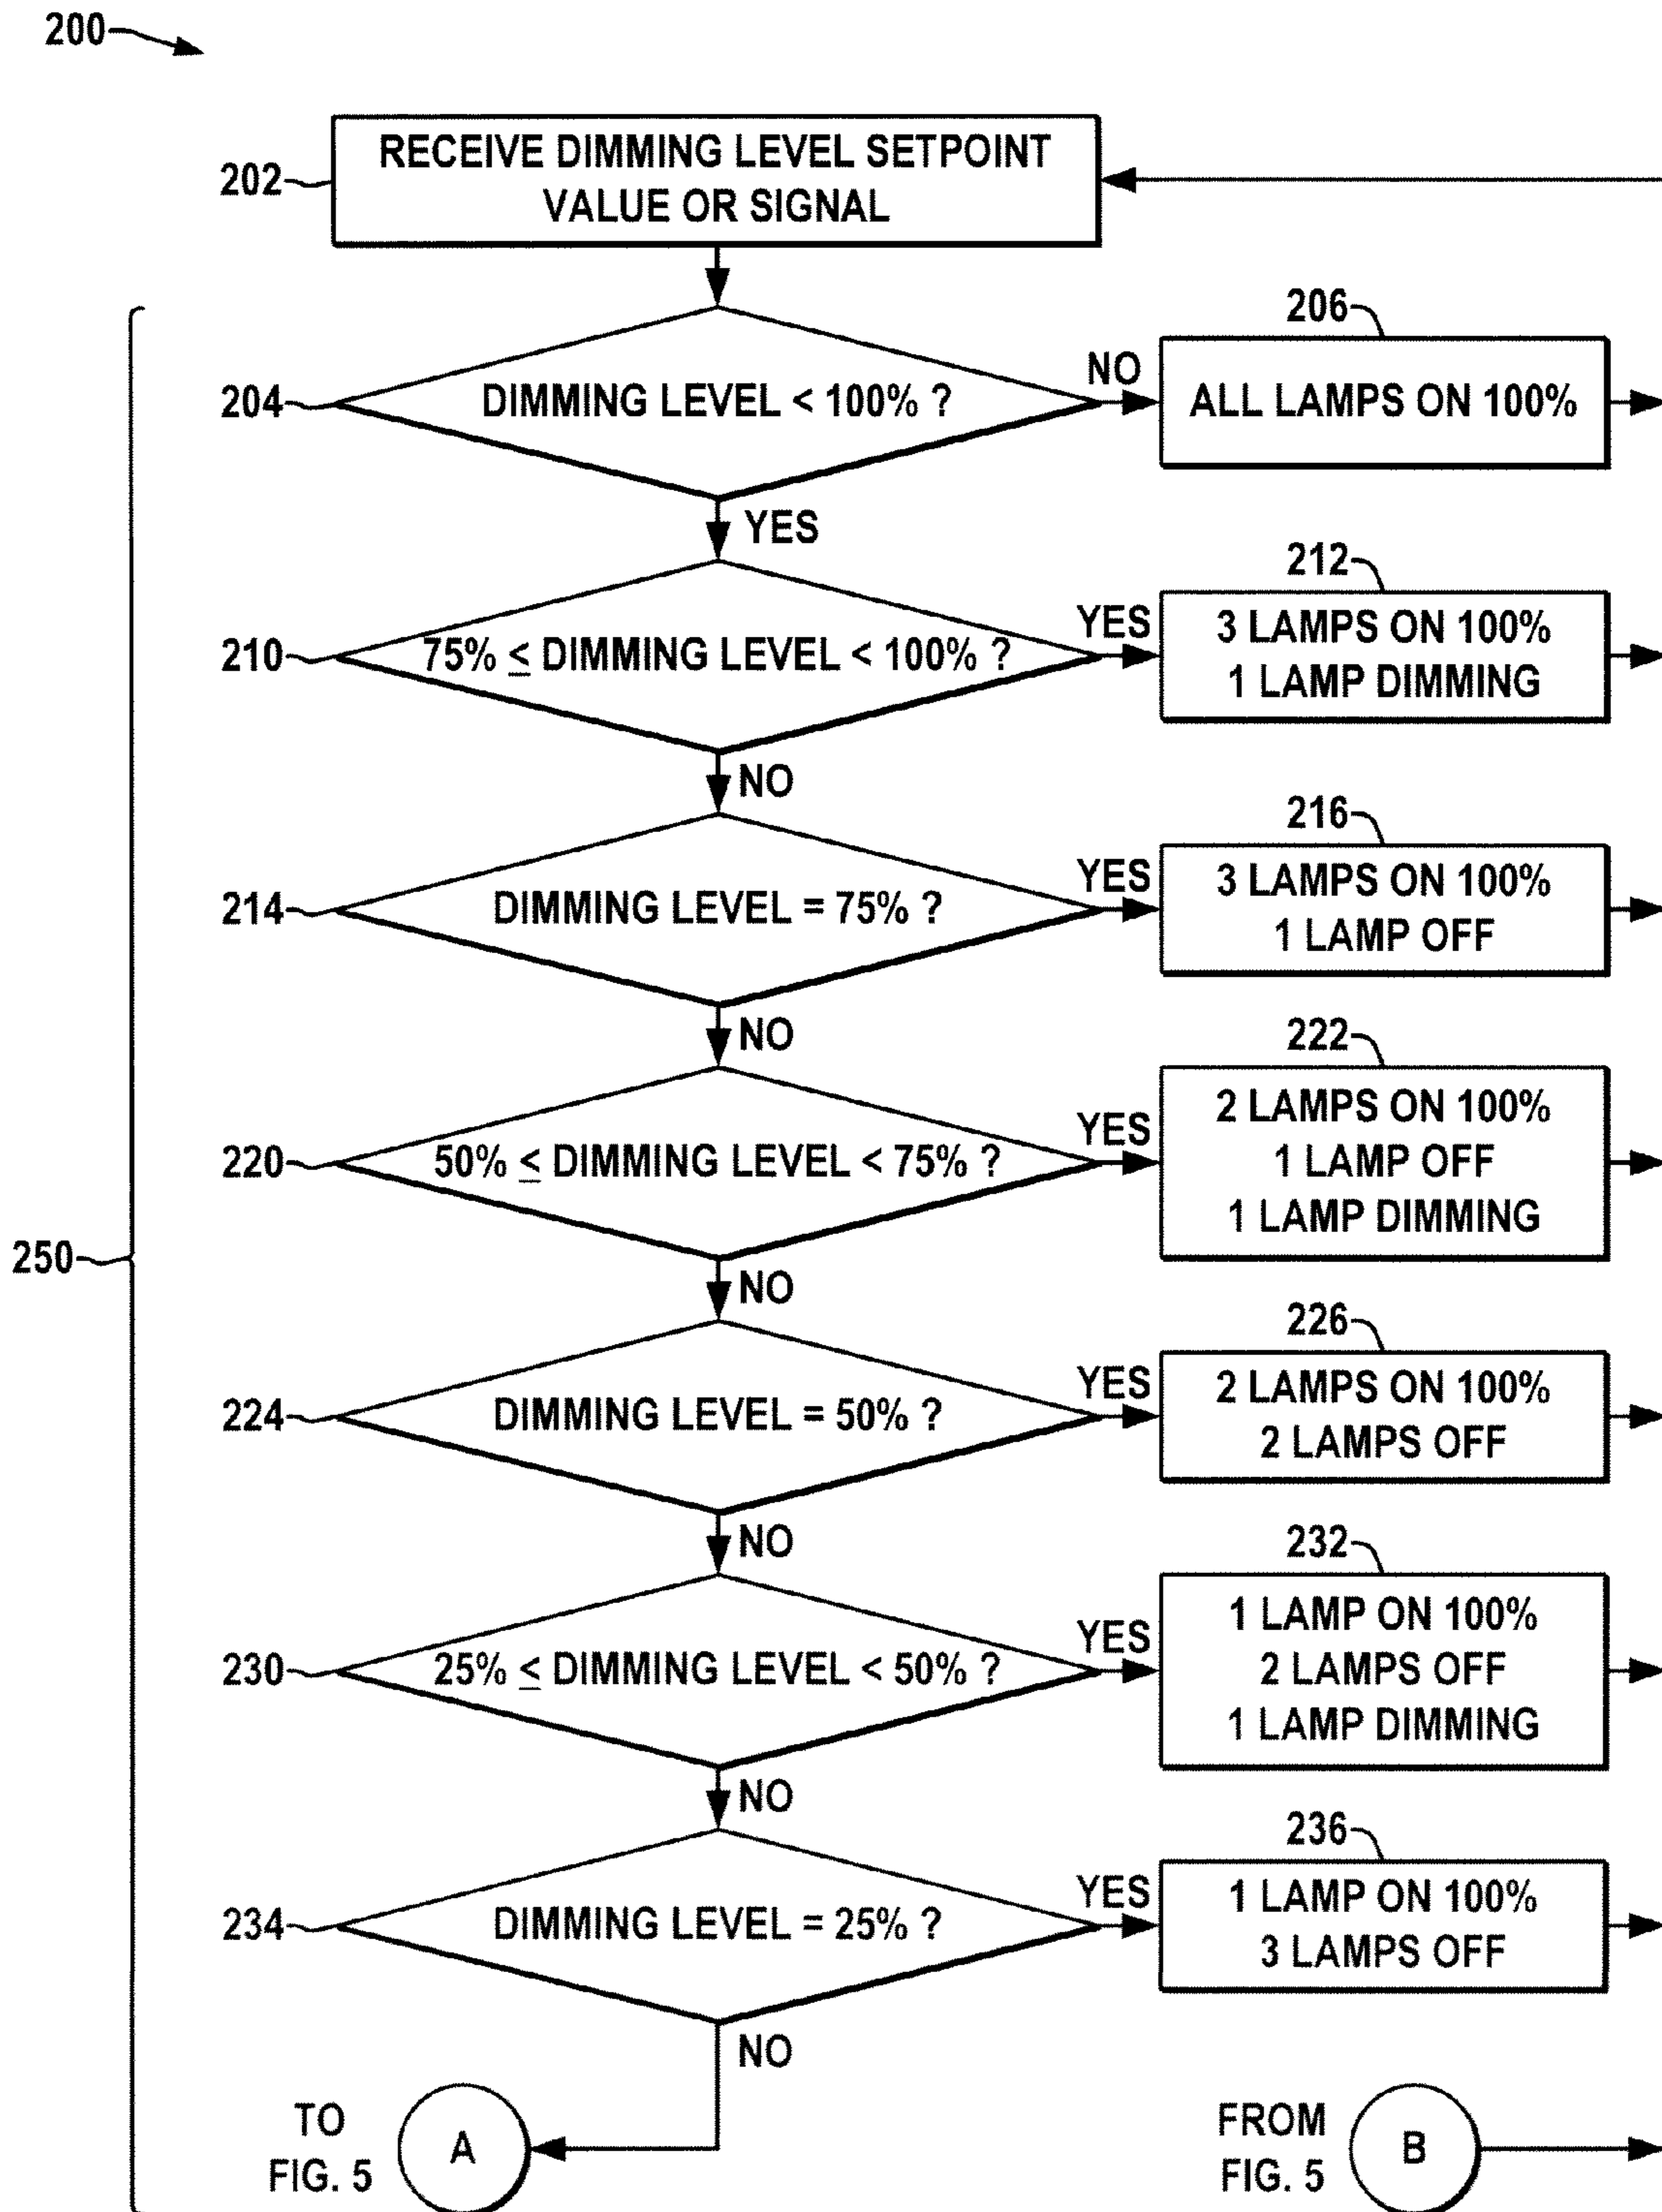 200
202
RECEIVE DIMMING LEVEL SETPOINT
VALUE OR SIGNAL
204
DIMMING LEVEL < 100% ?
NO
206
ALL LAMPS ON 100%
YES
210
75% ≤ DIMMING LEVEL < 100% ?
YES
212
3 LAMPS ON 100%
1 LAMP DIMMING
NO
214
DIMMING LEVEL = 75% ?
YES
216
3 LAMPS ON 100%
1 LAMP OFF
NO
220
50% ≤ DIMMING LEVEL < 75% ?
YES
222
2 LAMPS ON 100%
1 LAMP OFF
1 LAMP DIMMING
250
NO
224
DIMMING LEVEL = 50% ?
YES
226
2 LAMPS ON 100%
2 LAMPS OFF
NO
230
25% ≤ DIMMING LEVEL < 50% ?
YES
232
1 LAMP ON 100%
2 LAMPS OFF
1 LAMP DIMMING
NO
234
DIMMING LEVEL = 25% ?
YES
236
1 LAMP ON 100%
3 LAMPS OFF
NO
TO
FIG. 5
A
FROM
FIG. 5
B